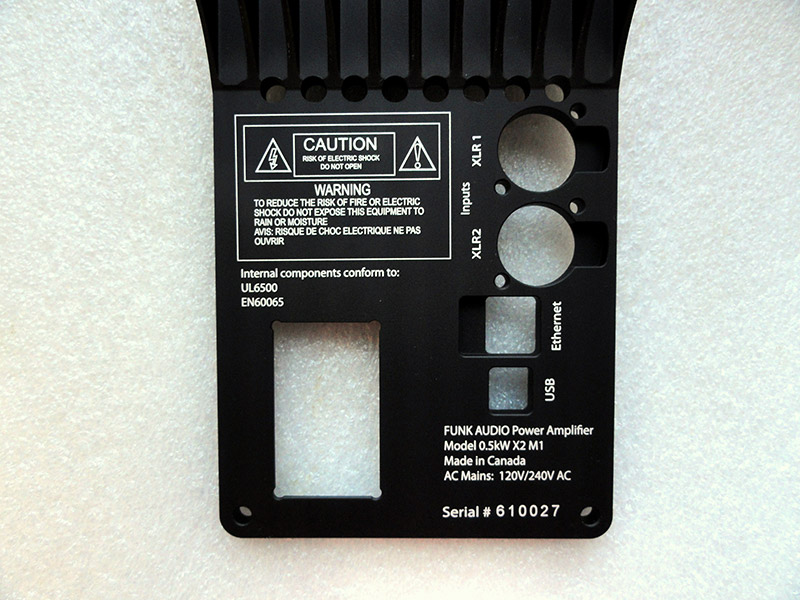 CAUTION
RISK OF ELECTRIC SHOCK
DO NOT OPEN
WARNING
TO REDUCE THE RISK OF FIRE OR ELECTRIC
SHOCK DO NOT EXPOSE THIS EQUIPMENT TO
RAIN OR MOISTURE
AVIS: RISQUE DE CHOC ELECTRIQUE NE PAS
OUVRIR
Internal components conform to:
UL6500
EN60065
Inputs
XLR 1
XLR2
Ethernet
USB
FUNK AUDIO Power Amplifier
Model 0.5kW X2 M1
Made in Canada
AC Mains: 120V/240V AC
Serial # 610027